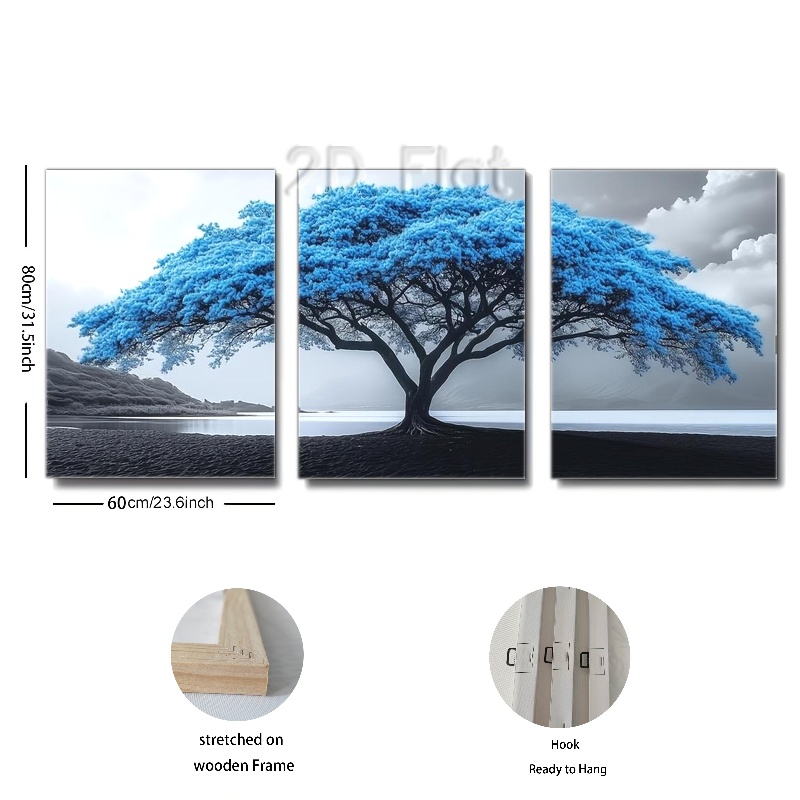 2D Flat
80cm/31.5inch
60cm/23.6inch
stretched on
wooden Frame
Hook
Ready to Hang